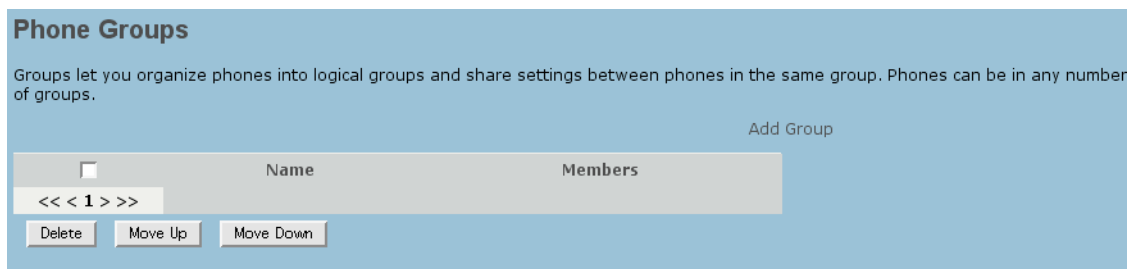 Phone Groups
Groups let you organize phones into logical groups and share settings between phones in the same group. Phones can be in any number
of groups.
Add Group
Name Members
<< < 1 > >>
Delete Move Up Move Down